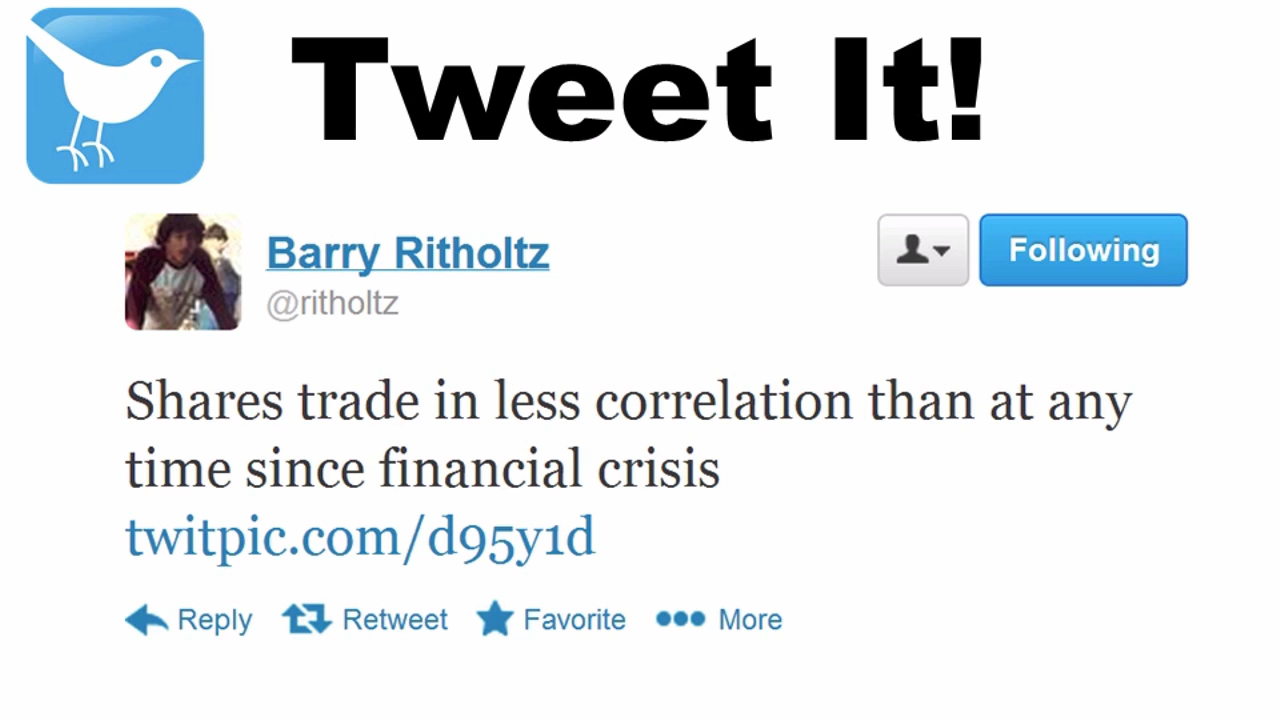 Tweet It!
Barry Ritholtz
Following
@ritholtz
Shares trade in less correlation than at any
time since financial crisis
twitpic.com/d95y1d
Reply Retweet Favorite More